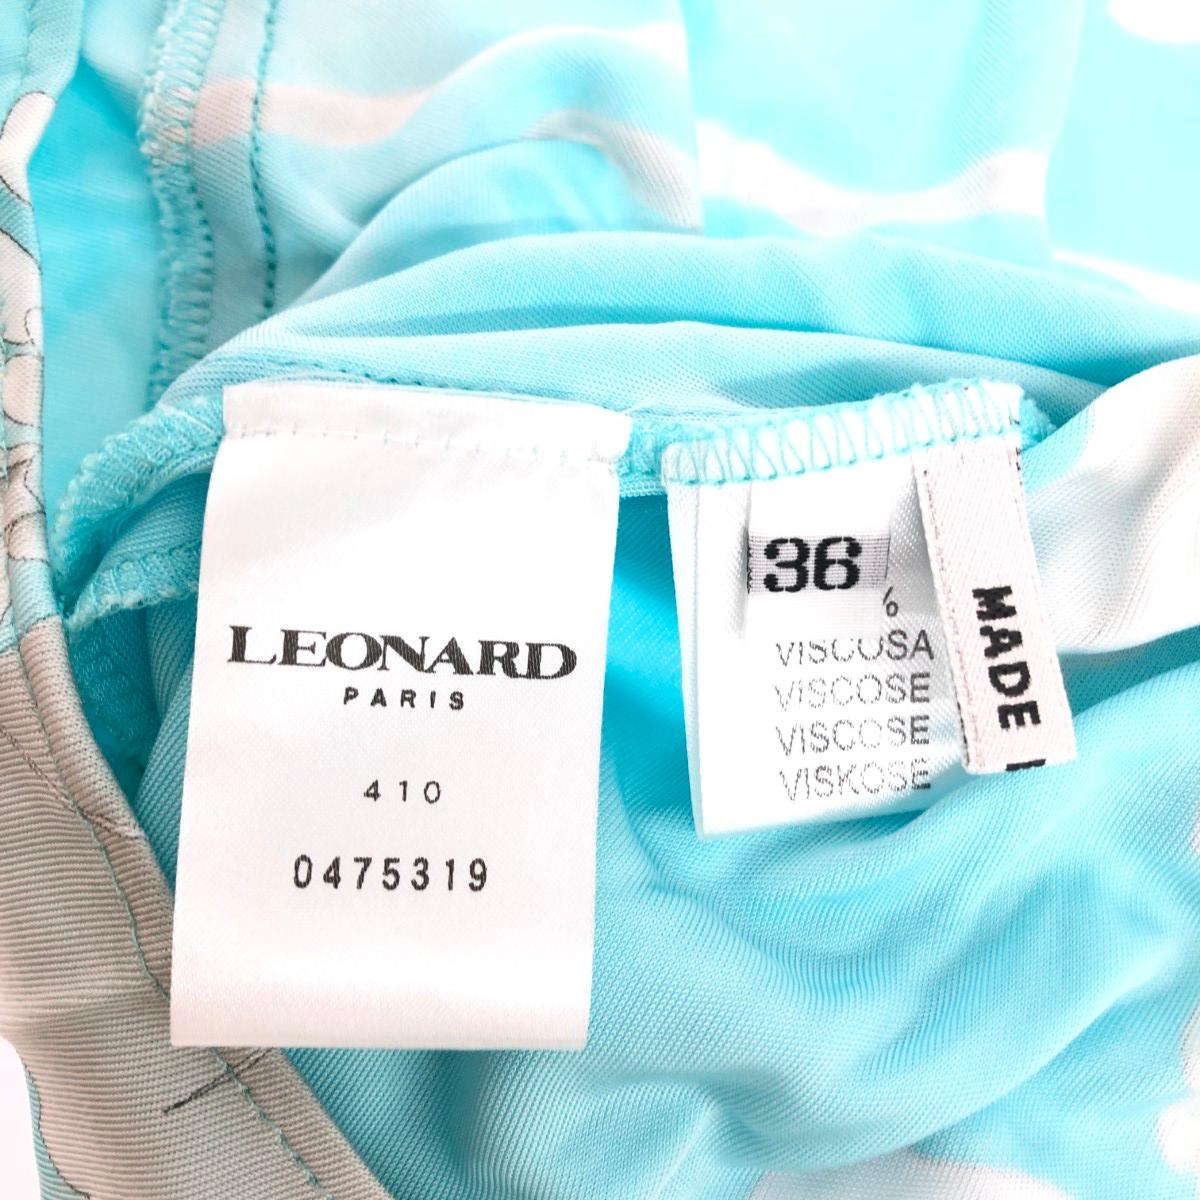 LEONARD
PARIS
410
0475319
36
%
VISCOSA
VISCOSE
VISCOSE
VISKOSE
MADE